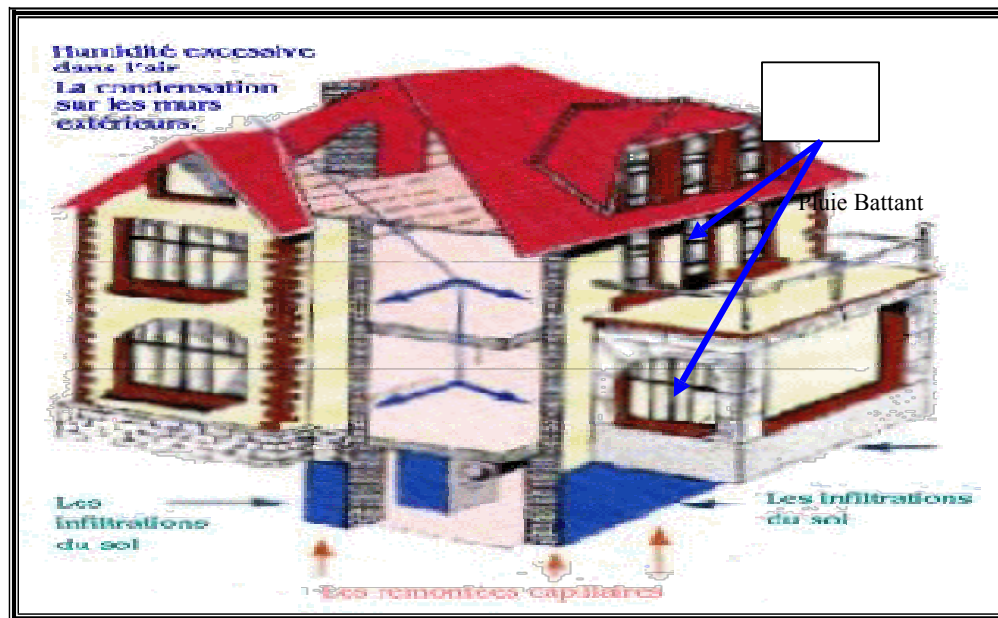 Humidité excessive
dans l'air
La condensation
sur les murs
extérieurs.
Pluie Battant
Les
infiltrations
du sol
Les infiltrations
du sol
Les remontées capillaires